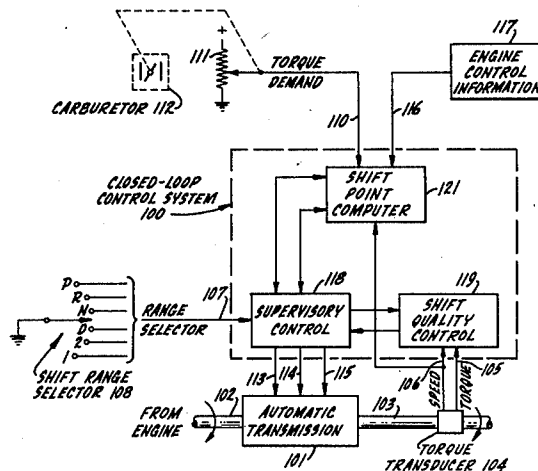 +
111
TORQUE
DEMAND
117
ENGINE
CONTROL
INFORMATION
CARBURETOR 112
110
116
CLOSED-LOOP
CONTROL SYSTEM
100
SHIFT
POINT
COMPUTER
121
P
R
N
D
2
1
RANGE
SELECTOR
107
SHIFT RANGE
SELECTOR 108
118
SUPERVISORY
CONTROL
119
SHIFT
QUALITY
CONTROL
113
114
115
106
SPEED
TORQUE
105
FROM
ENGINE
102
AUTOMATIC
TRANSMISSION
101
103
TORQUE
TRANSDUCER 104